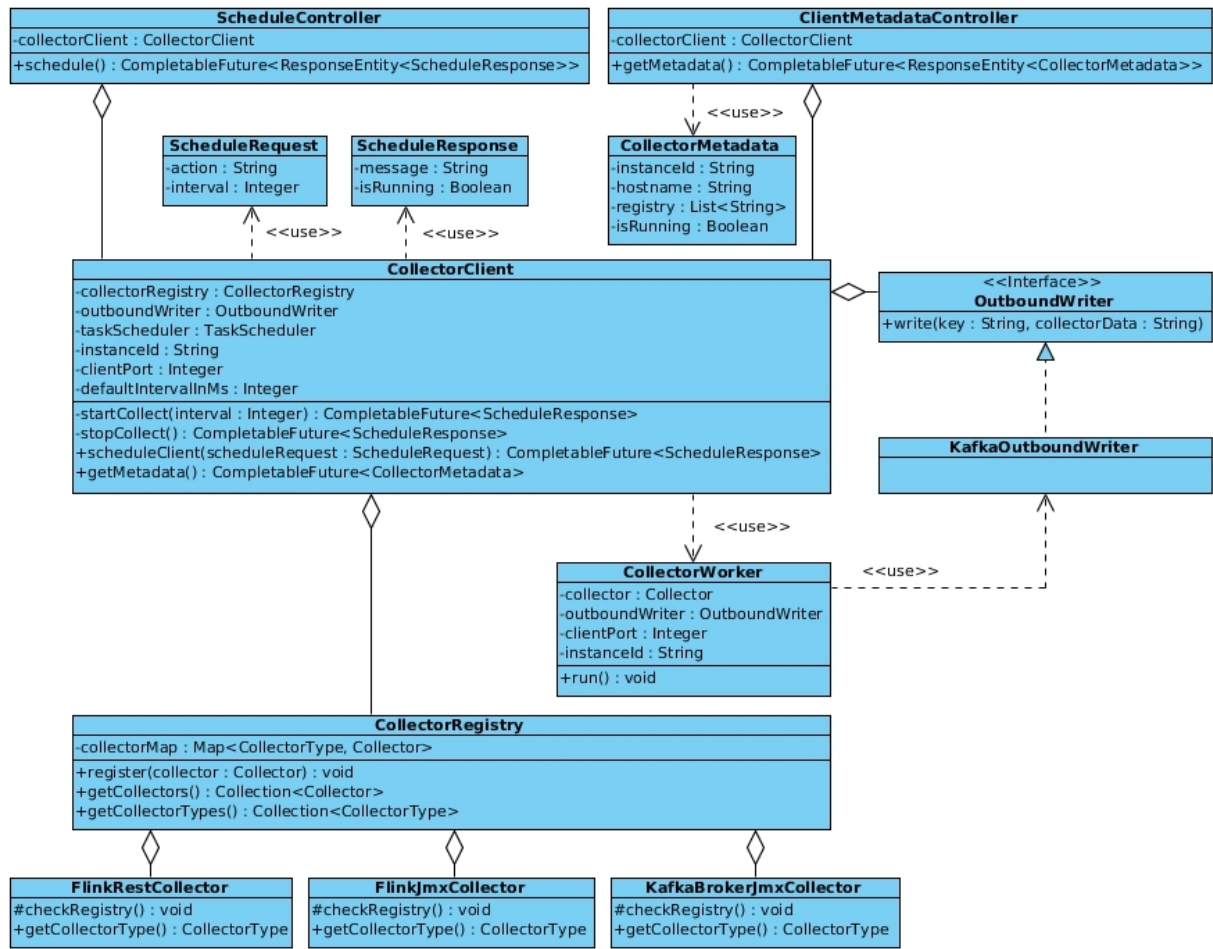 ScheduleController
-collectorClient : CollectorClient
+schedule() : CompletableFuture<ResponseEntity<ScheduleResponse>>
ClientMetadataController
-collectorClient : CollectorClient
+getMetadata() : CompletableFuture<ResponseEntity<CollectorMetadata>>
<<use>>
ScheduleRequest
-action : String
-interval : Integer
ScheduleResponse
-message : String
-isRunning : Boolean
CollectorMetadata
-instanceId : String
-hostname : String
-registry : List<String>
-isRunning : Boolean
<<use>>
<<use>>
CollectorClient
-collectorRegistry : CollectorRegistry
-outboundWriter : OutboundWriter
-taskScheduler : TaskScheduler
-instanceId : String
-clientPort : Integer
-defaultIntervalInMs : Integer
-startCollect(interval : Integer) : CompletableFuture<ScheduleResponse>
-stopCollect() : CompletableFuture<ScheduleResponse>
+scheduleClient(scheduleRequest : ScheduleRequest) : CompletableFuture<ScheduleResponse>
+getMetadata() : CompletableFuture<CollectorMetadata>
<<Interface>>
OutboundWriter
+write(key : String, collectorData : String)
KafkaOutboundWriter
<<use>>
CollectorWorker
-collector : Collector
-outboundWriter : OutboundWriter
-clientPort : Integer
-instanceId : String
+run() : void
<<use>>
CollectorRegistry
-collectorMap : Map<CollectorType, Collector>
+register(collector : Collector) : void
+getCollectors() : Collection<Collector>
+getCollectorTypes() : Collection<CollectorType>
FlinkRestCollector
#checkRegistry() : void
+getCollectorType() : CollectorType
FlinkJmxCollector
#checkRegistry() : void
+getCollectorType() : CollectorType
KafkaBrokerJmxCollector
#checkRegistry() : void
+getCollectorType() : CollectorType